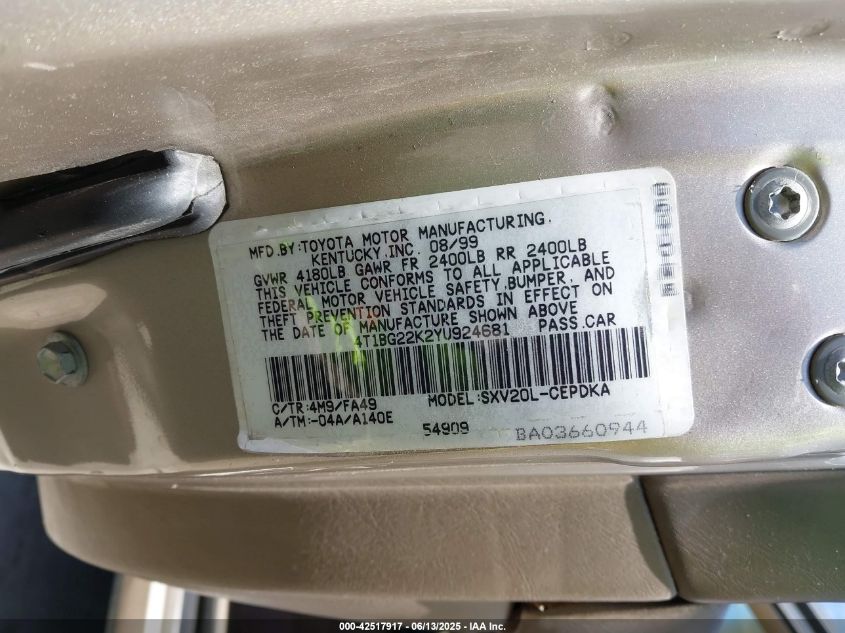 MFD.BY:TOYOTA MOTOR MANUFACTURING,
KENTUCKY,INC. 08/99
GVWR 4180LB GAWR FR 2400LB RR 2400LB
THIS VEHICLE CONFORMS TO ALL APPLICABLE
FEDERAL MOTOR VEHICLE SAFETY,BUMPER, AND
THEFT PREVENTION STANDARDS IN EFFECT ON
THE DATE OF MANUFACTURE SHOWN ABOVE
4T1BG22K2YU924681 PASS.CAR
C/TR:4M9/FA49 MODEL:SXV20L-CEPDKA
A/TM:-04A/A140E
54909 BA03660944
000-42517917 - 06/13/2025 - IAA, Inc.